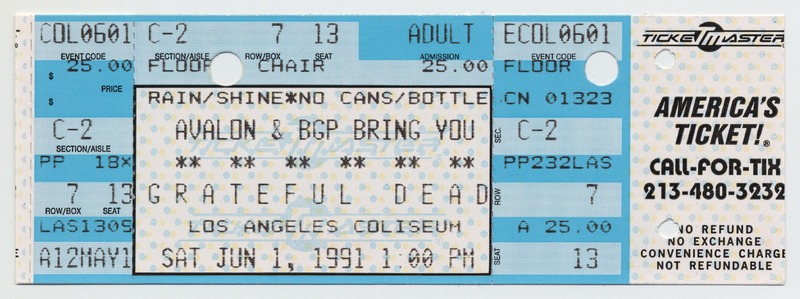 COL0601 C-2 7 13 ADULT ECOL0601
EVENT CODE SECTION/AISLE ROW/BOX SEAT ADMISSION EVENT CODE
$ 25.00 FLOOR CHAIR 25.00 FLOOR
PRICE
$
RAIN/SHINE*NO CANS/BOTTLE CN 01323
C-2 AVALON & BGP BRING YOU SEC. C-2
SECTION/AISLE
PP 18X ** ** ** ** ** ** PP232LAS
7 13 GRATEFUL DEAD ROW 7
ROW/BOX SEAT
LAS1309 LOS ANGELES COLISEUM A 25.00
A12MAY1 SAT JUN 1, 1991 1:00 PM SEAT 13
TICKETMASTER
AMERICA'S
TICKET!®
CALL-FOR-TIX
213-480-3232
NO REFUND
NO EXCHANGE
CONVENIENCE CHARGE
NOT REFUNDABLE